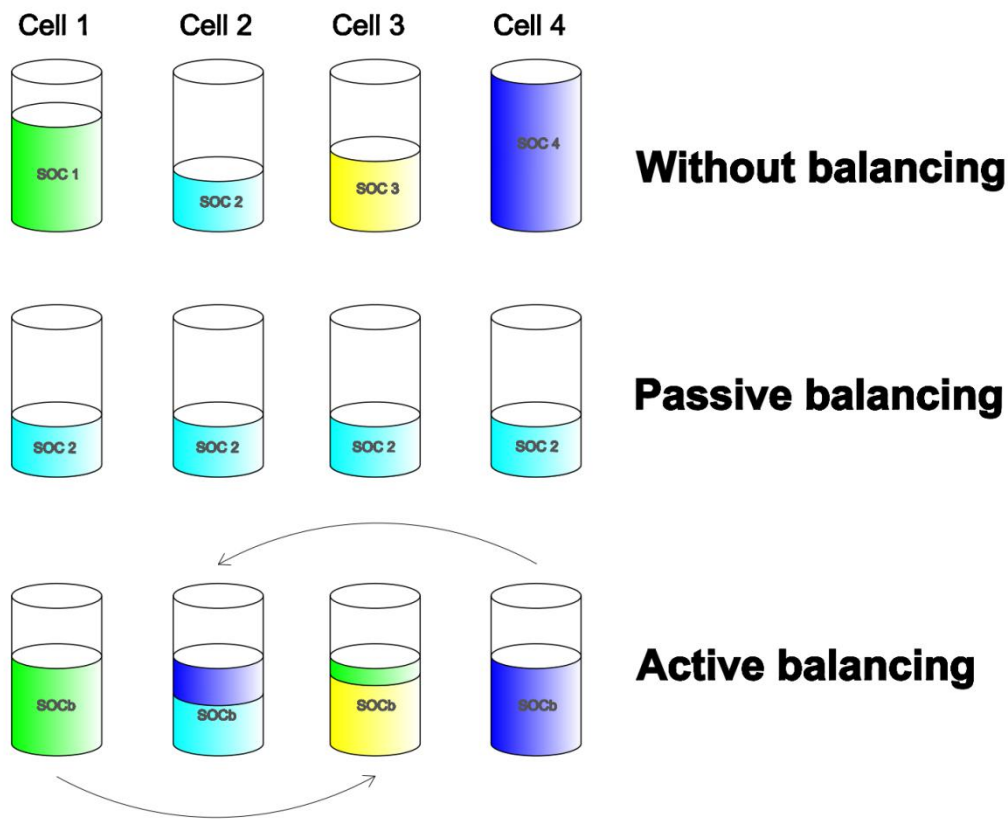 Cell 1 Cell 2 Cell 3 Cell 4
SOC 1 SOC 2 SOC 3 SOC 4
Without balancing
SOC 2 SOC 2 SOC 2 SOC 2
Passive balancing
SOCb SOCb SOCb SOCb
Active balancing